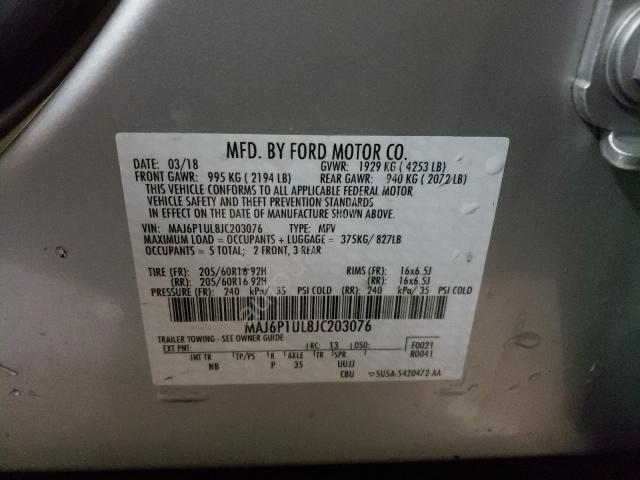 MFD. BY FORD MOTOR CO.
DATE: 03/18 GVWR: 1929 KG ( 4253 LB)
FRONT GAWR: 995 KG ( 2194 LB) REAR GAWR: 940 KG ( 2072 LB)
THIS VEHICLE CONFORMS TO ALL APPLICABLE FEDERAL MOTOR
VEHICLE SAFETY AND THEFT PREVENTION STANDARDS
IN EFFECT ON THE DATE OF MANUFACTURE SHOWN ABOVE.
VIN: MAJ6P1UL8JC203076 TYPE: MPV
MAXIMUM LOAD = OCCUPANTS + LUGGAGE = 375KG/ 827LB
OCCUPANTS = 5 TOTAL; 2 FRONT, 3 REAR
TIRE (FR): 205/60R16 92H RIMS (FR): 16x6.5J
(RR): 205/60R16 92H (RR): 16x6.5J
PRESSURE (FR): 240 kPa/ 35 PSI COLD (RR): 240 kPa/ 35 PSI COLD
MAJ6P1UL8JC203076
TRAILER TOWING - SEE OWNER GUIDE
EXT PNT: RC: 13 DSO: F0021
R0041
INT TR TP/PS R AXLE TR SPR UUJJ
NB P 35 CBU
5US5A-5420472-AA